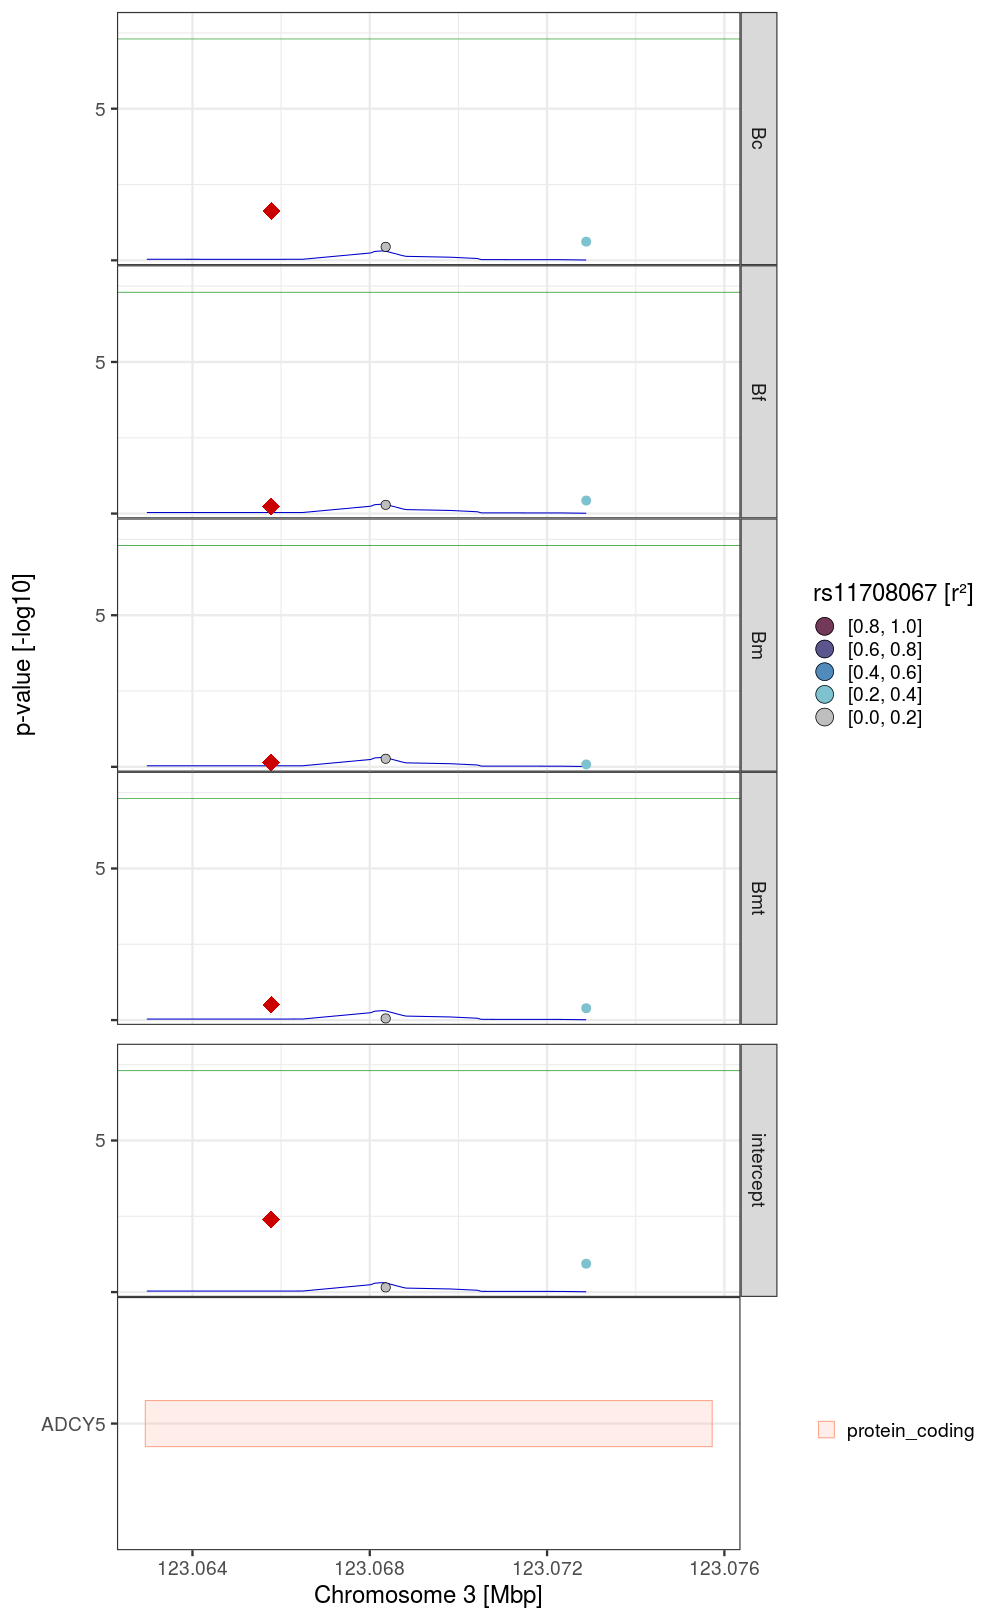 5
Bc
5
Bf
5
Bm
5
Bmt
5
intercept
p-value [-log10]
rs11708067 [r²]
[0.8, 1.0]
[0.6, 0.8]
[0.4, 0.6]
[0.2, 0.4]
[0.0, 0.2]
ADCY5
protein_coding
123.064 123.068 123.072 123.076
Chromosome 3 [Mbp]